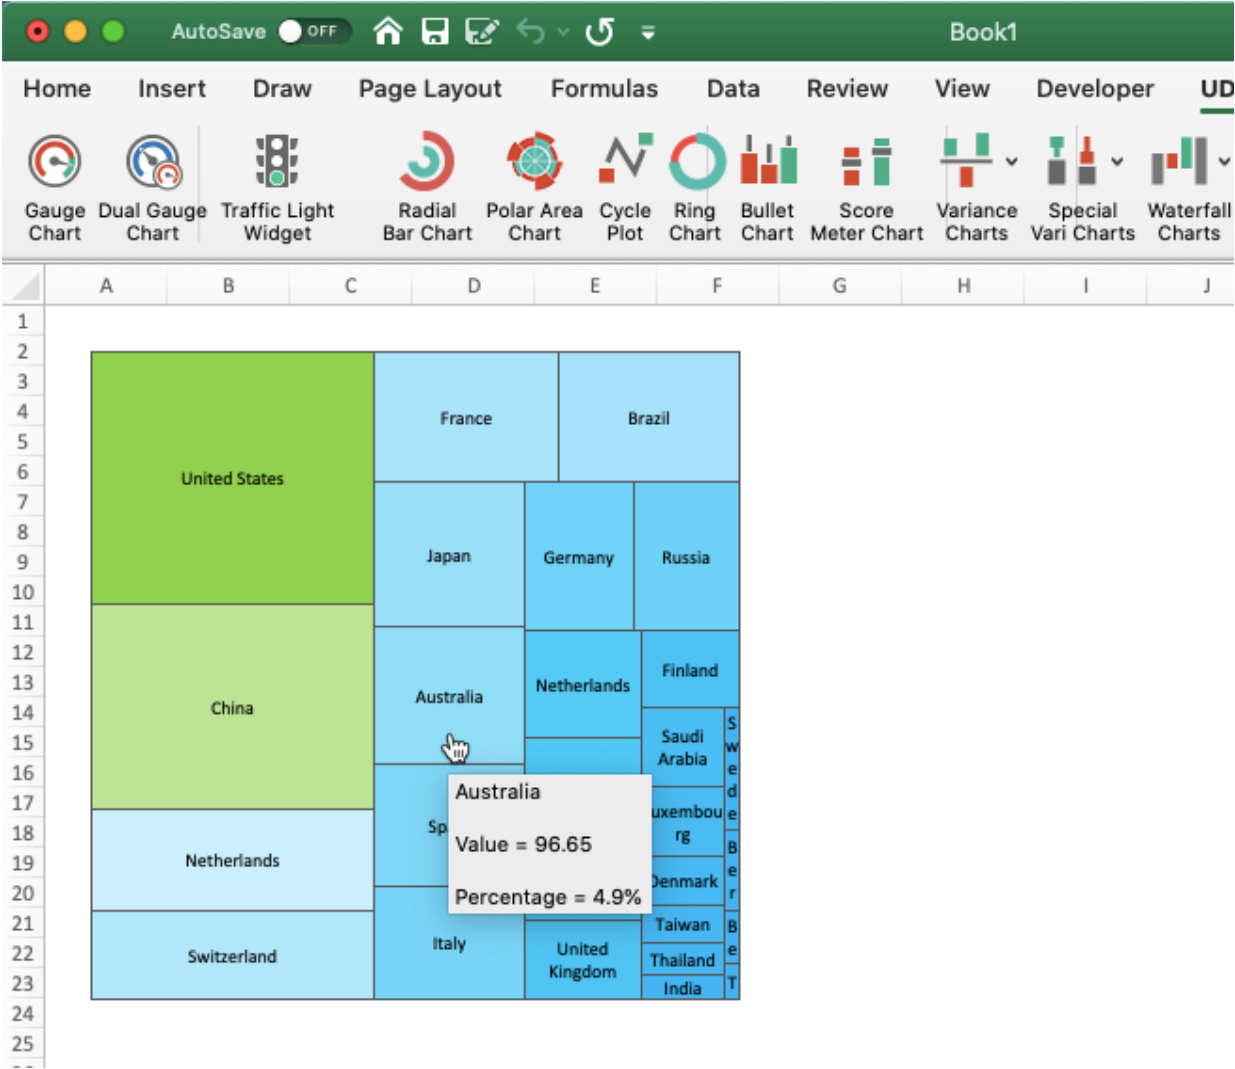 AutoSave OFF Book1
Home Insert Draw Page Layout Formulas Data Review View Developer UD
Gauge Chart
Dual Gauge Chart
Traffic Light Widget
Radial Bar Chart
Polar Area Chart
Cycle Plot
Ring Chart
Bullet Chart
Score Meter Chart
Variance Charts
Special Vari Charts
Waterfall Charts
A B C D E F G H I J
1
2
3
4
5
6
7
8
9
10
11
12
13
14
15
16
17
18
19
20
21
22
23
24
25
United States
China
Netherlands
Switzerland
France
Brazil
Japan
Germany
Russia
Australia
Netherlands
Finland
Saudi
Arabia
Swede
Sp
Australia
Value = 96.65
Percentage = 4.9%
uxembou
rg
Denmark
Ber
Italy
United
Kingdom
Taiwan
Thailand
India
Be
T